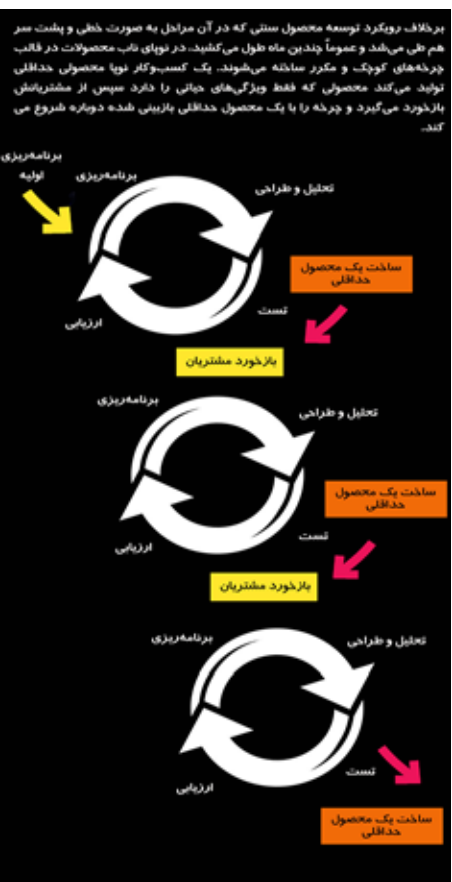 برخلاف رویکرد توسعه محصول سنتی که در آن مراحل به صورت خطی و پشت سر
هم طی می‌شد و عموماً چندین ماه طول می‌کشید، در نوپای ناب محصولات در قالب
چرخه‌های کوچک و مکرر ساخته می‌شوند. یک کسب‌وکار نوپا محصولی حداقلی
تولید می‌کند محصولی که فقط ویژگی‌های حیاتی را دارد سپس از مشتریانش
بازخورد می‌گیرد و چرخه را با یک محصول حداقلی بازبینی شده دوباره شروع می
کند.
برنامه‌ریزی
اولیه
برنامه‌ریزی
تحلیل و طراحی
ساخت یک محصول
حداقلی
تست
ارزیابی
بازخورد مشتریان
برنامه‌ریزی
تحلیل و طراحی
ساخت یک محصول
حداقلی
تست
ارزیابی
بازخورد مشتریان
برنامه‌ریزی
تحلیل و طراحی
تست
ارزیابی
ساخت یک محصول
حداقلی